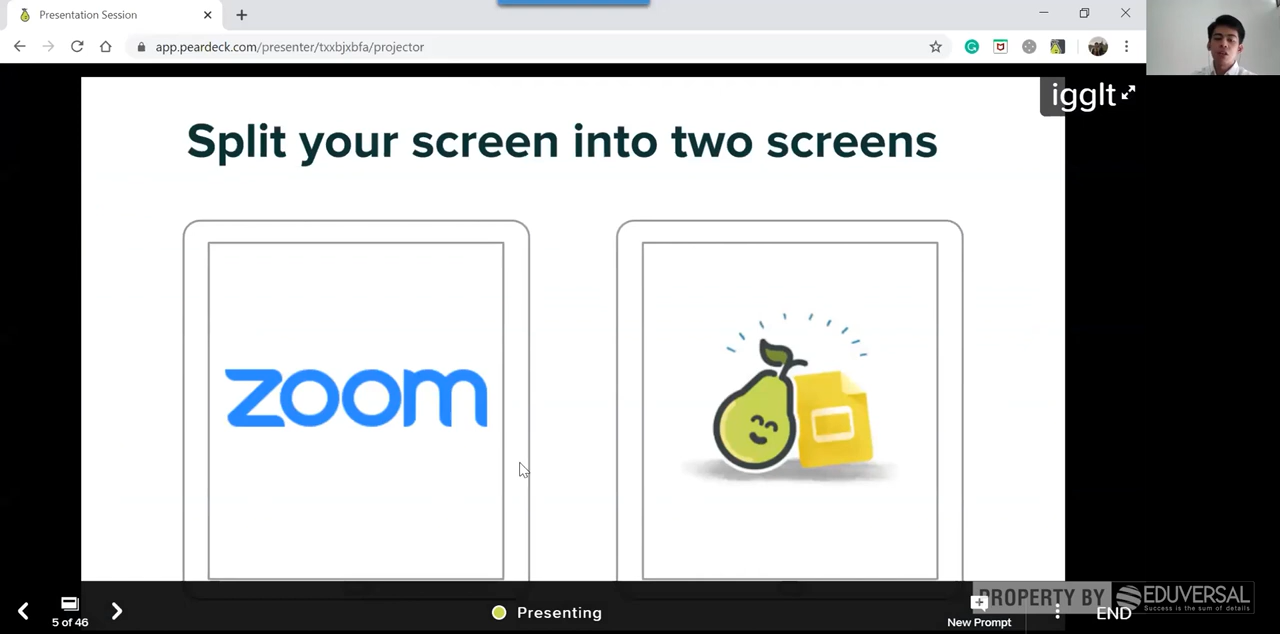 Presentation Session
app.peardeck.com/presenter/txxbjxbfa/projector
igglt
Split your screen into two screens
zoom
5 of 46
Presenting
New Prompt
END
PROPERTY BY
EDUVERSAL
Success is the sum of details